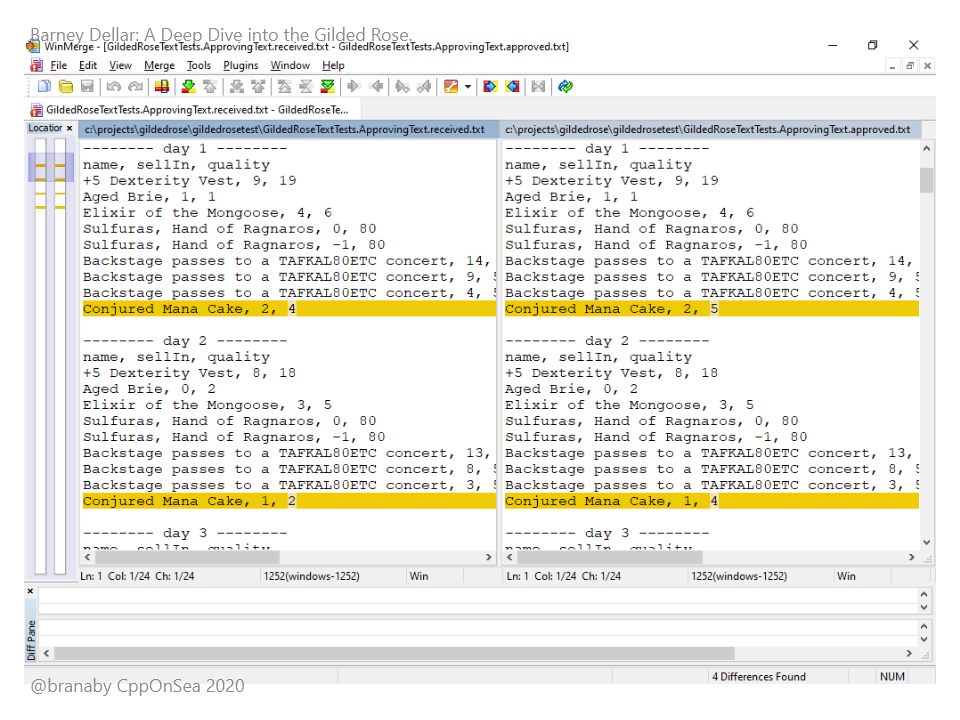 Barney Dellar: A Deep Dive into the Gilded Rose.
WinMerge - [GildedRoseTextTests.ApprovingText.received.txt - GildedRoseTextTests.ApprovingText.approved.txt]
File Edit View Merge Tools Plugins Window Help
GildedRoseTextTests.ApprovingText.received.txt - GildedRoseTe...
Location x
c:\projects\gildedrose\gildedrosetest\GildedRoseTextTests.ApprovingText.received.txt
-------- day 1 --------
name, sellIn, quality
+5 Dexterity Vest, 9, 19
Aged Brie, 1, 1
Elixir of the Mongoose, 4, 6
Sulfuras, Hand of Ragnaros, 0, 80
Sulfuras, Hand of Ragnaros, -1, 80
Backstage passes to a TAFKAL80ETC concert, 14,
Backstage passes to a TAFKAL80ETC concert, 9,
Backstage passes to a TAFKAL80ETC concert, 4,
Conjured Mana Cake, 2, 4
-------- day 2 --------
name, sellIn, quality
+5 Dexterity Vest, 8, 18
Aged Brie, 0, 2
Elixir of the Mongoose, 3, 5
Sulfuras, Hand of Ragnaros, 0, 80
Sulfuras, Hand of Ragnaros, -1, 80
Backstage passes to a TAFKAL80ETC concert, 13,
Backstage passes to a TAFKAL80ETC concert, 8,
Backstage passes to a TAFKAL80ETC concert, 3,
Conjured Mana Cake, 1, 2
-------- day 3 --------
name, sellIn, quality
Ln: 1 Col: 1/24 Ch: 1/24 1252(windows-1252) Win
c:\projects\gildedrose\gildedrosetest\GildedRoseTextTests.ApprovingText.approved.txt
-------- day 1 --------
name, sellIn, quality
+5 Dexterity Vest, 9, 19
Aged Brie, 1, 1
Elixir of the Mongoose, 4, 6
Sulfuras, Hand of Ragnaros, 0, 80
Sulfuras, Hand of Ragnaros, -1, 80
Backstage passes to a TAFKAL80ETC concert, 14,
Backstage passes to a TAFKAL80ETC concert, 9,
Backstage passes to a TAFKAL80ETC concert, 4,
Conjured Mana Cake, 2, 5
-------- day 2 --------
name, sellIn, quality
+5 Dexterity Vest, 8, 18
Aged Brie, 0, 2
Elixir of the Mongoose, 3, 5
Sulfuras, Hand of Ragnaros, 0, 80
Sulfuras, Hand of Ragnaros, -1, 80
Backstage passes to a TAFKAL80ETC concert, 13,
Backstage passes to a TAFKAL80ETC concert, 8,
Backstage passes to a TAFKAL80ETC concert, 3,
Conjured Mana Cake, 1, 4
-------- day 3 --------
name, sellIn, quality
Ln: 1 Col: 1/24 Ch: 1/24 1252(windows-1252) Win
Diff Pane
4 Differences Found NUM
@branaby CppOnSea 2020